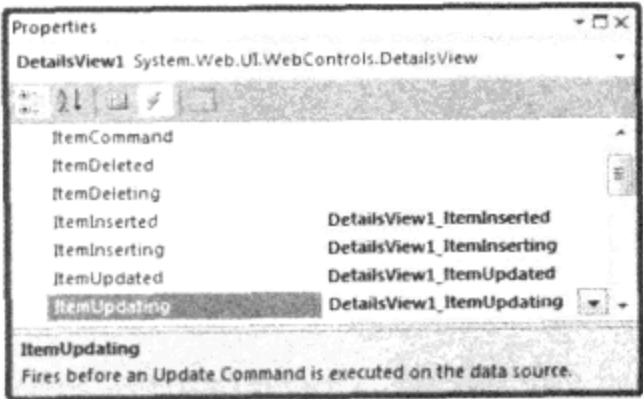 Properties
DetailsView1 System.Web.UI.WebControls.DetailsView
ItemCommand
ItemDeleted
ItemDeleting
ItemInserted DetailsView1_ItemInserted
ItemInserting DetailsView1_ItemInserting
ItemUpdated DetailsView1_ItemUpdated
ItemUpdating DetailsView1_ItemUpdating
ItemUpdating
Fires before an Update Command is executed on the data source.